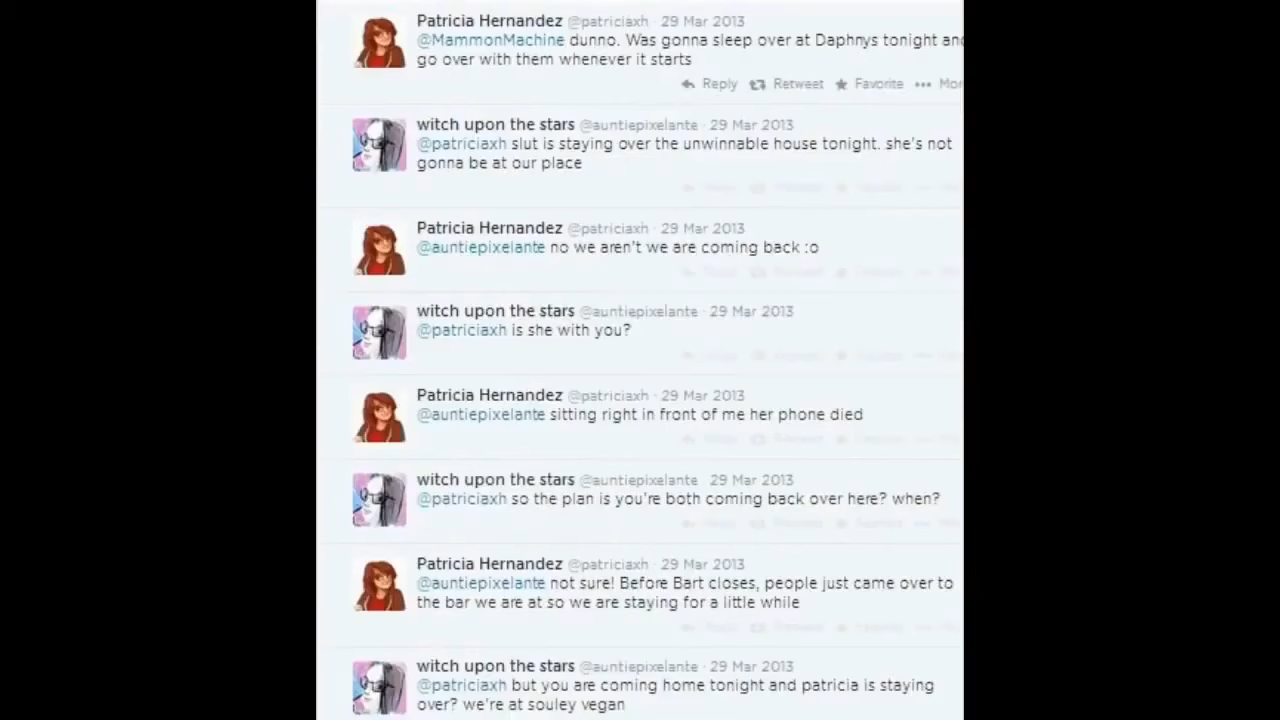 Patricia Hernandez @patriciaxh · 29 Mar 2013
@MammonMachine dunno. Was gonna sleep over at Daphnys tonight and
go over with them whenever it starts
Reply Retweet Favorite ••• Mor
witch upon the stars @auntiepixelante · 29 Mar 2013
@patriciaxh slut is staying over the unwinnable house tonight. she's not
gonna be at our place
Patricia Hernandez @patriciaxh · 29 Mar 2013
@auntiepixelante no we aren't we are coming back :o
witch upon the stars @auntiepixelante · 29 Mar 2013
@patriciaxh is she with you?
Patricia Hernandez @patriciaxh · 29 Mar 2013
@auntiepixelante sitting right in front of me her phone died
witch upon the stars @auntiepixelante · 29 Mar 2013
@patriciaxh so the plan is you're both coming back over here? when?
Patricia Hernandez @patriciaxh · 29 Mar 2013
@auntiepixelante not sure! Before Bart closes, people just came over to
the bar we are at so we are staying for a little while
witch upon the stars @auntiepixelante · 29 Mar 2013
@patriciaxh but you are coming home tonight and patricia is staying
over? we're at souley vegan